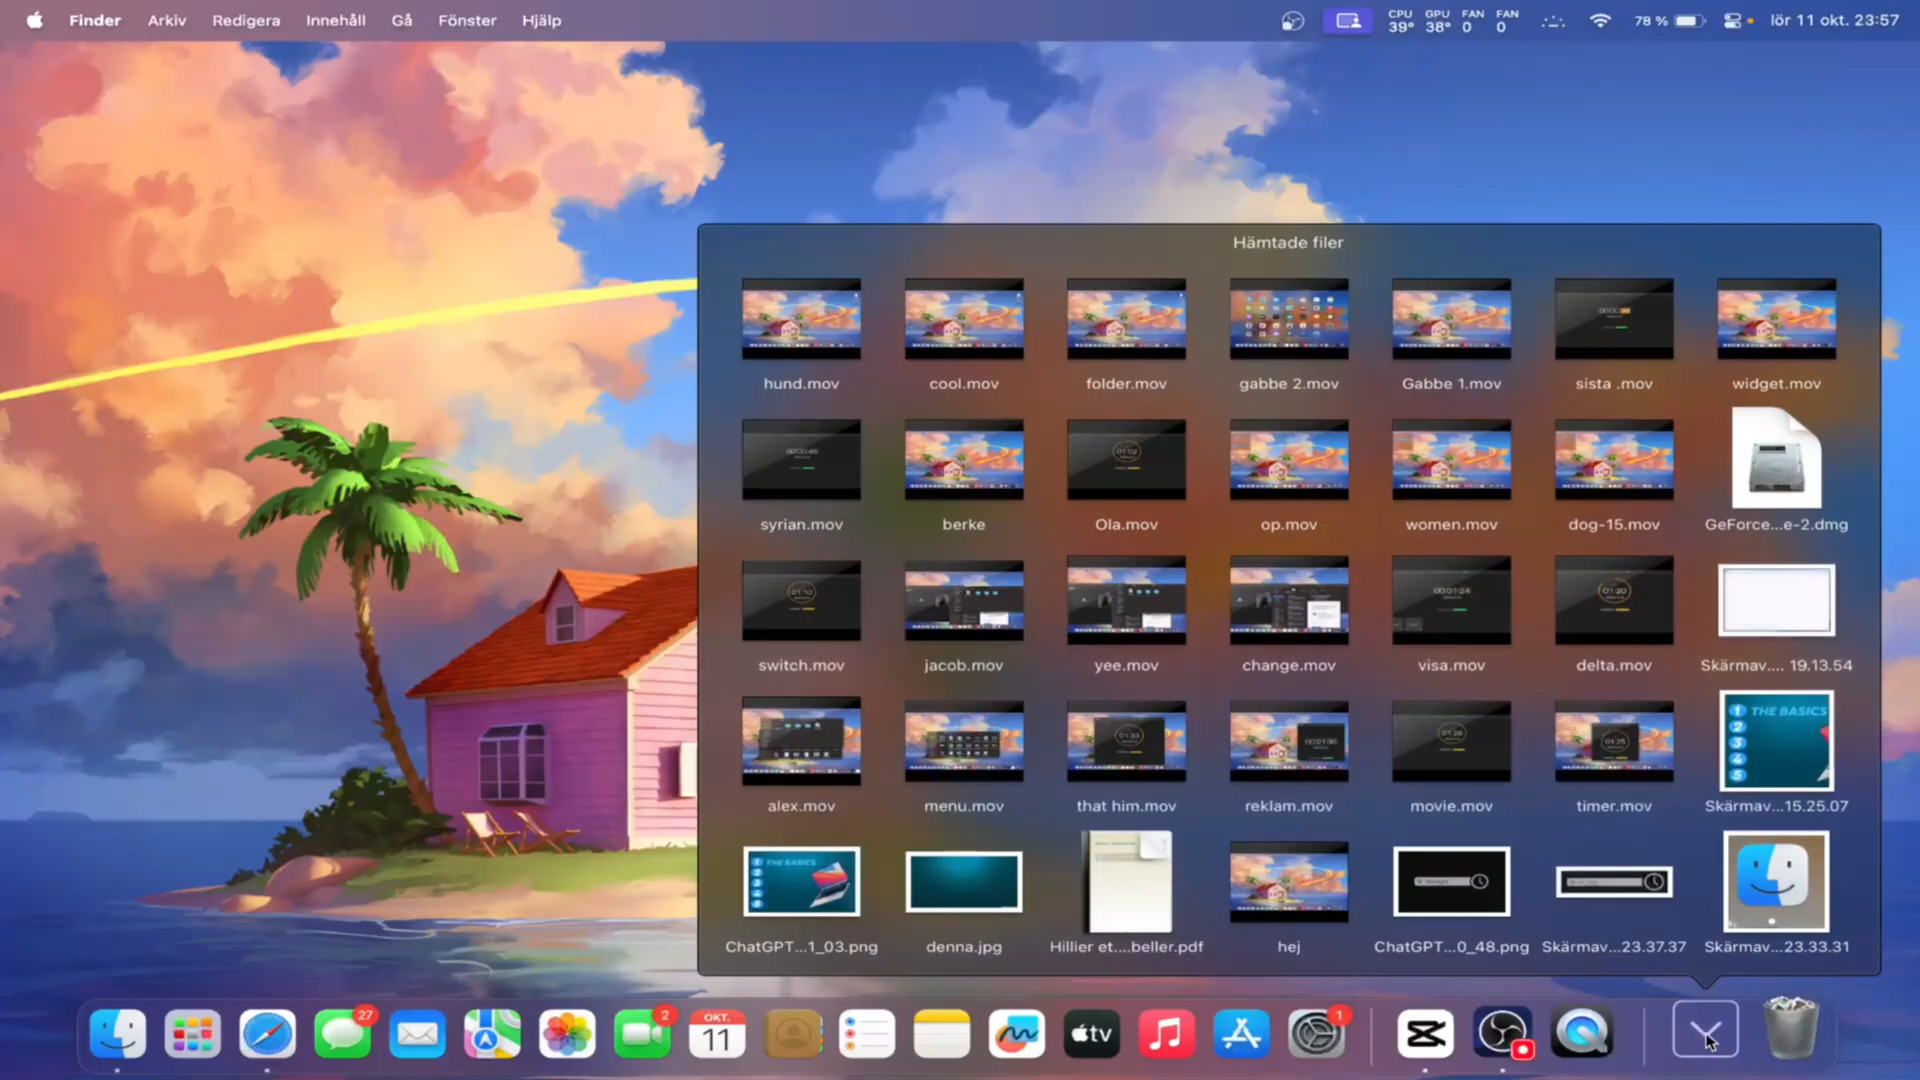 Finder Arkiv Redigera Innehåll Gå Fönster Hjälp
CPU GPU FAN FAN
39° 38° 0 0
78 % lör 11 okt. 23:57
Hämtade filer
hund.mov cool.mov folder.mov gabbe 2.mov Gabbe 1.mov sista .mov widget.mov
syrian.mov berke Ola.mov op.mov women.mov dog-15.mov GeForce...e-2.dmg
switch.mov jacob.mov yee.mov change.mov visa.mov delta.mov Skärmav.... 19.13.54
THE BASICS
alex.mov menu.mov that him.mov reklam.mov movie.mov timer.mov Skärmav...15.25.07
THE BASICS
ChatGPT...1_03.png denna.jpg Hillier et....beller.pdf hej ChatGPT...0_48.png Skärmav...23.37.37 Skärmav...23.33.31
27 2 OKT. 11 tv 1